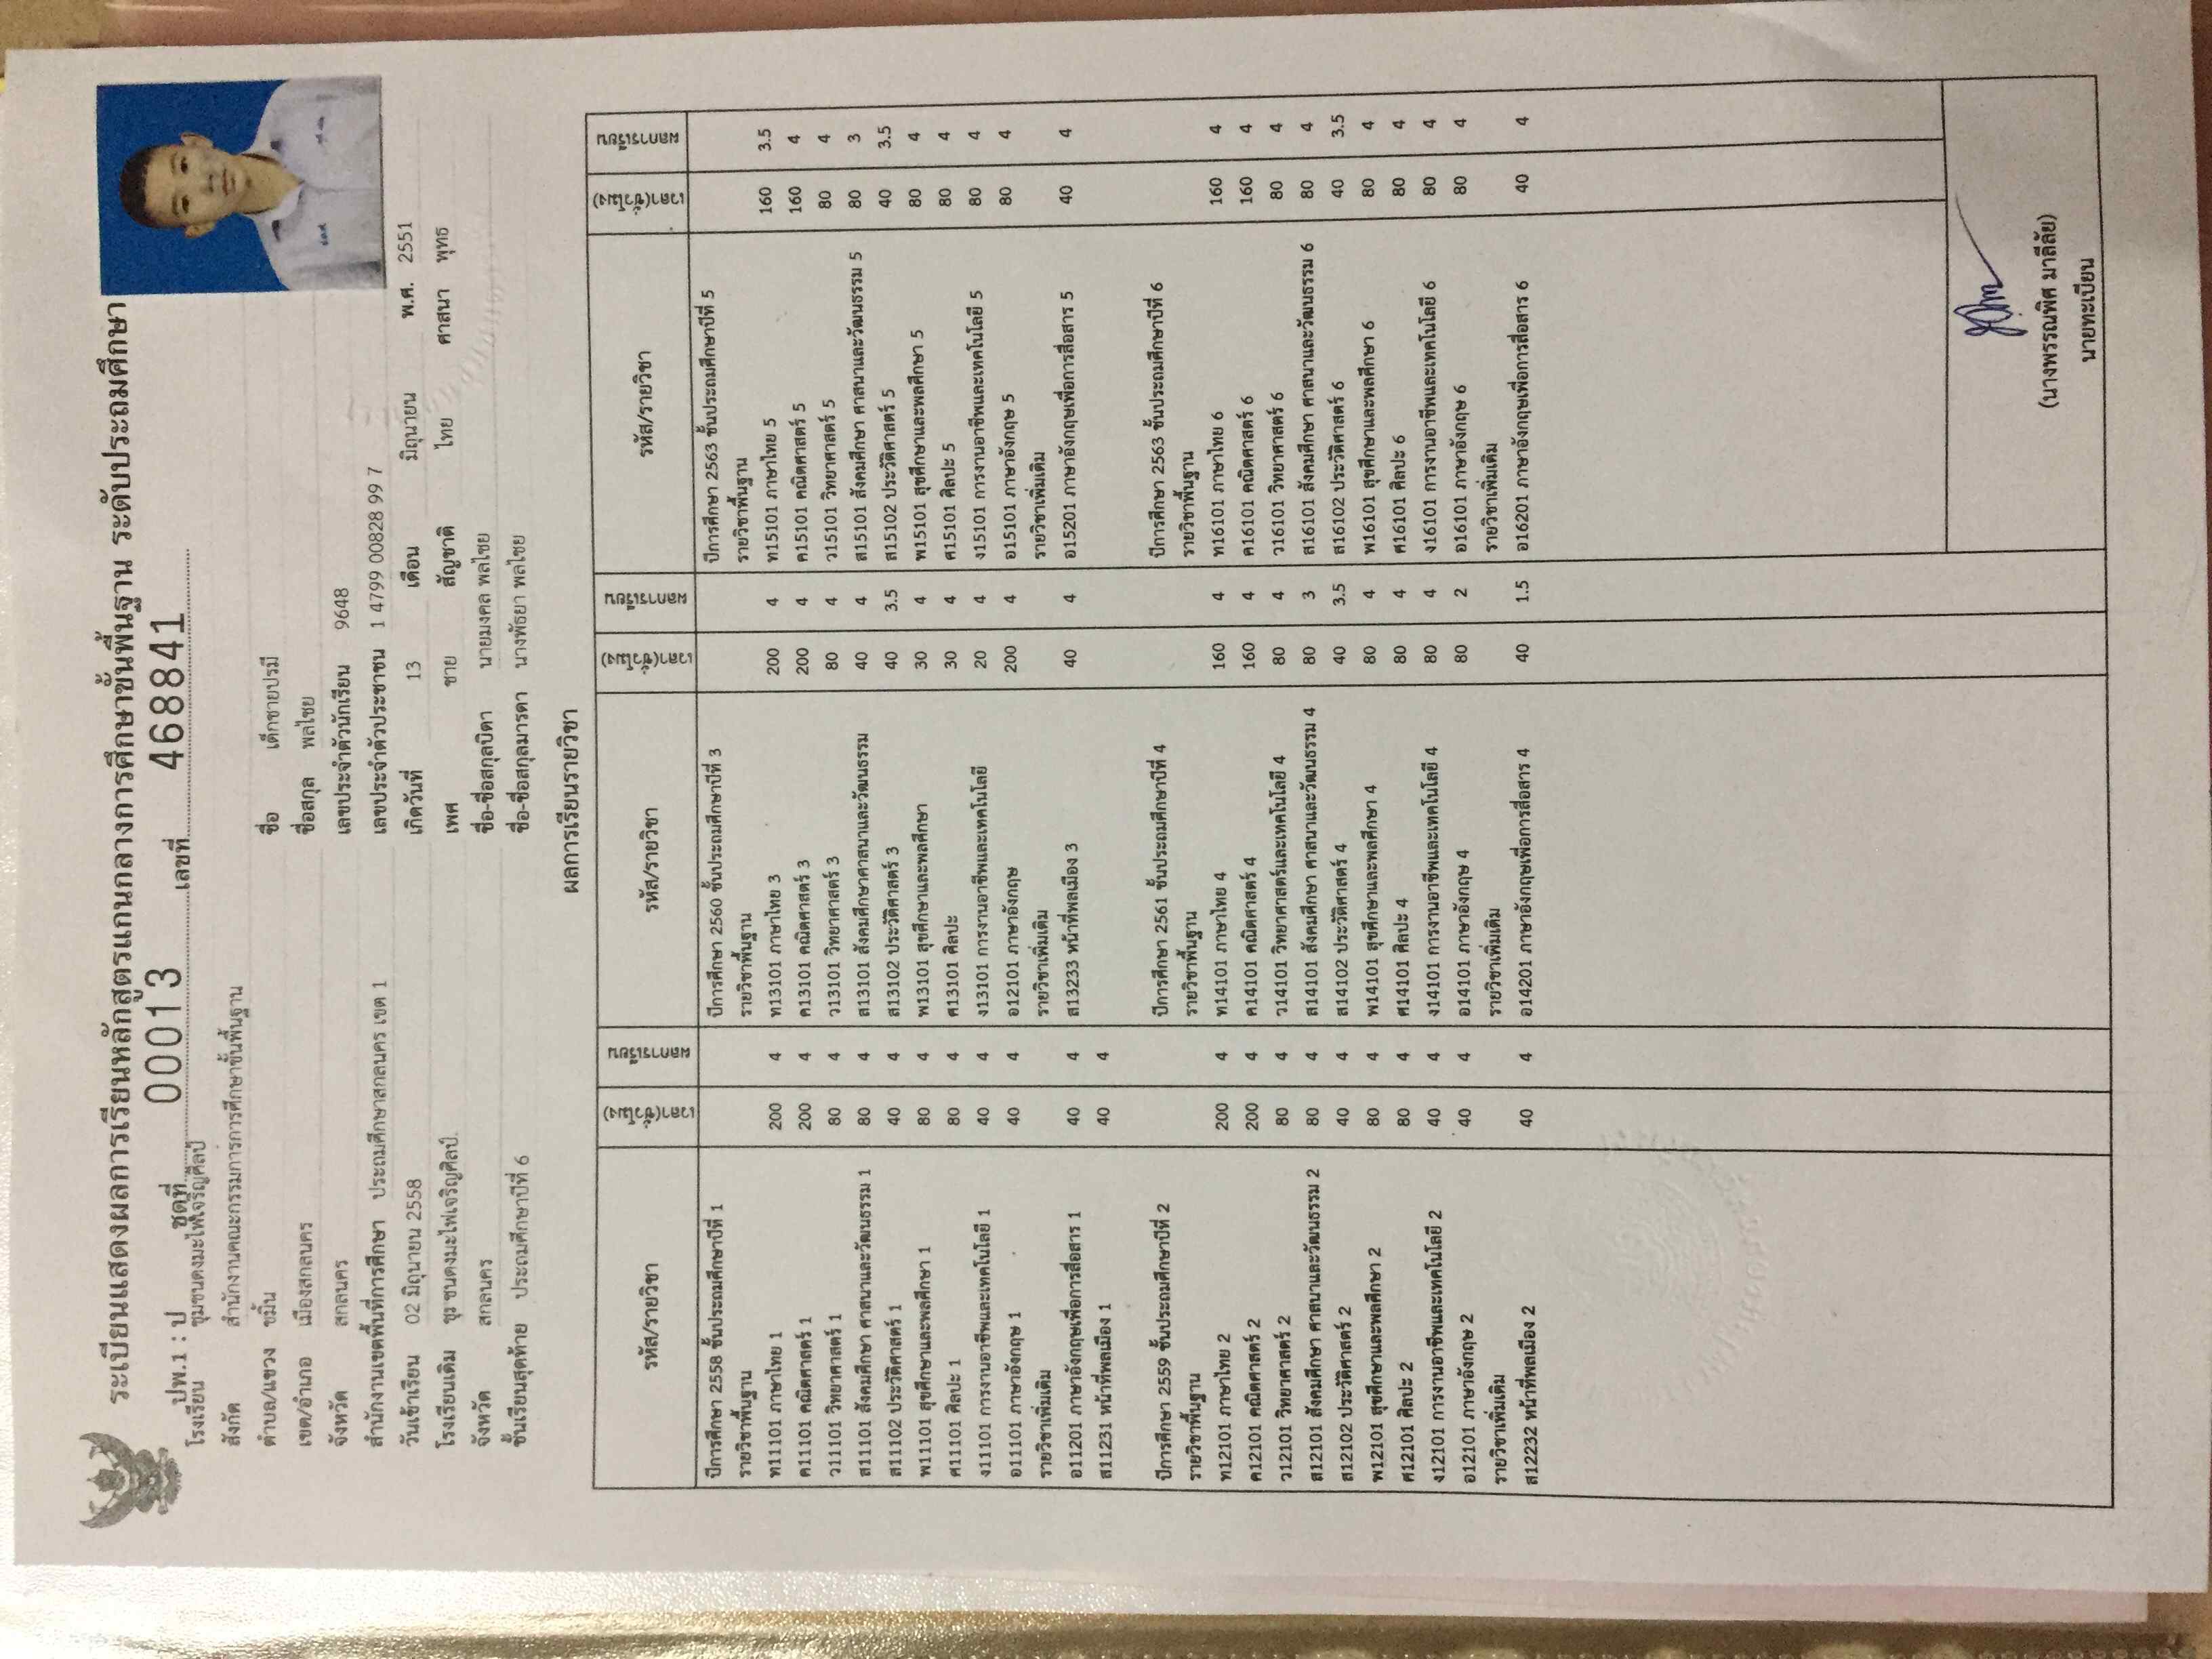 ระเบียนแสดงผลการเรียนหลักสูตรแกนกลางการศึกษาขั้นพื้นฐาน ระดับประถมศึกษา
ปพ.1 : ป ชุดที่ 00013 เลขที่ 468841
โรงเรียน ชุมชนดงมะไฟเจริญศิลป์
สังกัด สำนักงานคณะกรรมการการศึกษาขั้นพื้นฐาน
ตำบล/แขวง ขมิ้น
เขต/อำเภอ เมืองสกลนคร
จังหวัด สกลนคร
สำนักงานเขตพื้นที่การศึกษา ประถมศึกษาสกลนคร เขต 1
วันเข้าเรียน 02 มิถุนายน 2558
โรงเรียนเดิม ชุมชนดงมะไฟเจริญศิลป์
จังหวัด สกลนคร
ชั้นเรียนสุดท้าย ประถมศึกษาปีที่ 6
ชื่อ เด็กชายปรมี
ชื่อสกุล พลไชย
เลขประจำตัวนักเรียน 9648
เลขประจำตัวประชาชน 1 4799 00828 99 7
เกิดวันที่ 13 เดือน มิถุนายน พ.ศ. 2551
เพศ ชาย สัญชาติ ไทย ศาสนา พุทธ
ชื่อ-ชื่อสกุลบิดา นายมงคล พลไชย
ชื่อ-ชื่อสกุลมารดา นางพัธยา พลไชย
ผลการเรียนรายวิชา
รหัส/รายวิชา เวลา(ชั่วโมง) ผลการเรียน
ปีการศึกษา 2558 ชั้นประถมศึกษาปีที่ 1
รายวิชาพื้นฐาน
ท11101 ภาษาไทย 1 200 4
ค11101 คณิตศาสตร์ 1 200 4
ว11101 วิทยาศาสตร์ 1 80 4
ส11101 สังคมศึกษา ศาสนาและวัฒนธรรม 1 80 4
ส11102 ประวัติศาสตร์ 1 40 4
พ11101 สุขศึกษาและพลศึกษา 1 80 4
ศ11101 ศิลปะ 1 80 4
ง11101 การงานอาชีพและเทคโนโลยี 1 40 4
อ11101 ภาษาอังกฤษ 1 40 4
รายวิชาเพิ่มเติม
อ11201 ภาษาอังกฤษเพื่อการสื่อสาร 1 40 4
ส11231 หน้าที่พลเมือง 1 40 4
ปีการศึกษา 2559 ชั้นประถมศึกษาปีที่ 2
รายวิชาพื้นฐาน
ท12101 ภาษาไทย 2 200 4
ค12101 คณิตศาสตร์ 2 200 4
ว12101 วิทยาศาสตร์ 2 80 4
ส12101 สังคมศึกษา ศาสนาและวัฒนธรรม 2 80 4
ส12102 ประวัติศาสตร์ 2 40 4
พ12101 สุขศึกษาและพลศึกษา 2 80 4
ศ12101 ศิลปะ 2 80 4
ง12101 การงานอาชีพและเทคโนโลยี 2 40 4
อ12101 ภาษาอังกฤษ 2 40 4
รายวิชาเพิ่มเติม
ส12232 หน้าที่พลเมือง 2 40 4
รหัส/รายวิชา เวลา(ชั่วโมง) ผลการเรียน
ปีการศึกษา 2560 ชั้นประถมศึกษาปีที่ 3
รายวิชาพื้นฐาน
ท13101 ภาษาไทย 3 200 4
ค13101 คณิตศาสตร์ 3 200 4
ว13101 วิทยาศาสตร์ 3 80 4
ส13101 สังคมศึกษาศาสนาและวัฒนธรรม 40 4
ส13102 ประวัติศาสตร์ 3 40 3.5
พ13101 สุขศึกษาและพลศึกษา 30 4
ศ13101 ศิลปะ 30 4
ง13101 การงานอาชีพและเทคโนโลยี 20 4
อ12101 ภาษาอังกฤษ 200 4
รายวิชาเพิ่มเติม
ส13233 หน้าที่พลเมือง 3 40 4
ปีการศึกษา 2561 ชั้นประถมศึกษาปีที่ 4
รายวิชาพื้นฐาน
ท14101 ภาษาไทย 4 160 4
ค14101 คณิตศาสตร์ 4 160 4
ว14101 วิทยาศาสตร์และเทคโนโลยี 4 80 4
ส14101 สังคมศึกษา ศาสนาและวัฒนธรรม 4 80 3
ส14102 ประวัติศาสตร์ 4 40 3.5
พ14101 สุขศึกษาและพลศึกษา 4 80 4
ศ14101 ศิลปะ 4 80 4
ง14101 การงานอาชีพและเทคโนโลยี 4 80 4
อ14101 ภาษาอังกฤษ 4 80 2
รายวิชาเพิ่มเติม
อ14201 ภาษาอังกฤษเพื่อการสื่อสาร 4 40 1.5
รหัส/รายวิชา เวลา(ชั่วโมง) ผลการเรียน
ปีการศึกษา 2563 ชั้นประถมศึกษาปีที่ 5
รายวิชาพื้นฐาน
ท15101 ภาษาไทย 5 160 3.5
ค15101 คณิตศาสตร์ 5 160 4
ว15101 วิทยาศาสตร์ 5 80 4
ส15101 สังคมศึกษา ศาสนาและวัฒนธรรม 5 80 3
ส15102 ประวัติศาสตร์ 5 40 3.5
พ15101 สุขศึกษาและพลศึกษา 5 80 4
ศ15101 ศิลปะ 5 80 4
ง15101 การงานอาชีพและเทคโนโลยี 5 80 4
อ15101 ภาษาอังกฤษ 5 80 4
รายวิชาเพิ่มเติม
อ15201 ภาษาอังกฤษเพื่อการสื่อสาร 5 40 4
ปีการศึกษา 2563 ชั้นประถมศึกษาปีที่ 6
รายวิชาพื้นฐาน
ท16101 ภาษาไทย 6 160 4
ค16101 คณิตศาสตร์ 6 160 4
ว16101 วิทยาศาสตร์ 6 80 4
ส16101 สังคมศึกษา ศาสนาและวัฒนธรรม 6 80 4
ส16102 ประวัติศาสตร์ 6 40 3.5
พ16101 สุขศึกษาและพลศึกษา 6 80 4
ศ16101 ศิลปะ 6 80 4
ง16101 การงานอาชีพและเทคโนโลยี 6 80 4
อ16101 ภาษาอังกฤษ 6 80 4
รายวิชาเพิ่มเติม
อ16201 ภาษาอังกฤษเพื่อการสื่อสาร 6 40 4
(นางพรรณพิศ มาลีลัย)
นายทะเบียน